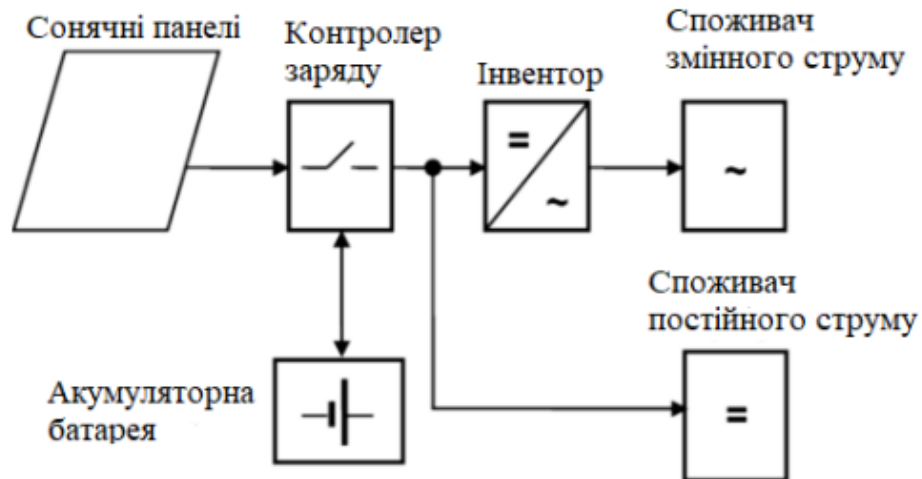 Сонячні панелі
Контролер
заряду
Інвентор
Споживач
змінного струму
=
~
~
Споживач
постійного струму
=
Акумуляторна
батарея